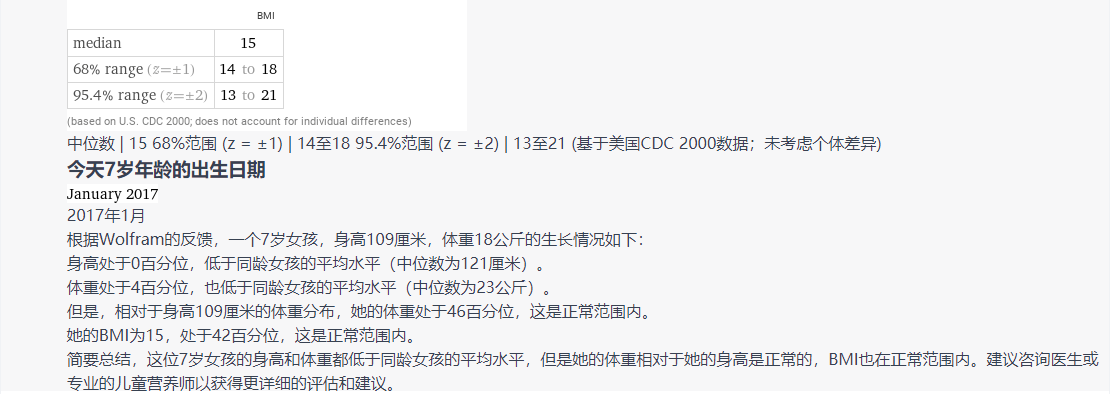 BMI
median 15
68% range (z=±1) 14 to 18
95.4% range (z=±2) 13 to 21
(based on U.S. CDC 2000; does not account for individual differences)
中位数 | 15 68%范围 (z = ±1) | 14至18 95.4%范围 (z = ±2) | 13至21 (基于美国CDC 2000数据；未考虑个体差异)
今天7岁年龄的出生日期
January 2017
2017年1月
根据Wolfram的反馈，一个7岁女孩，身高109厘米，体重18公斤的生长情况如下：
身高处于0百分位，低于同龄女孩的平均水平（中位数为121厘米）。
体重处于4百分位，也低于同龄女孩的平均水平（中位数为23公斤）。
但是，相对于身高109厘米的体重分布，她的体重处于46百分位，这是正常范围内。
她的BMI为15，处于42百分位，这是正常范围内。
简要总结，这位7岁女孩的身高和体重都低于同龄女孩的平均水平，但是她的体重相对于她的身高是正常的，BMI也在正常范围内。建议咨询医生或
专业的儿童营养师以获得更详细的评估和建议。